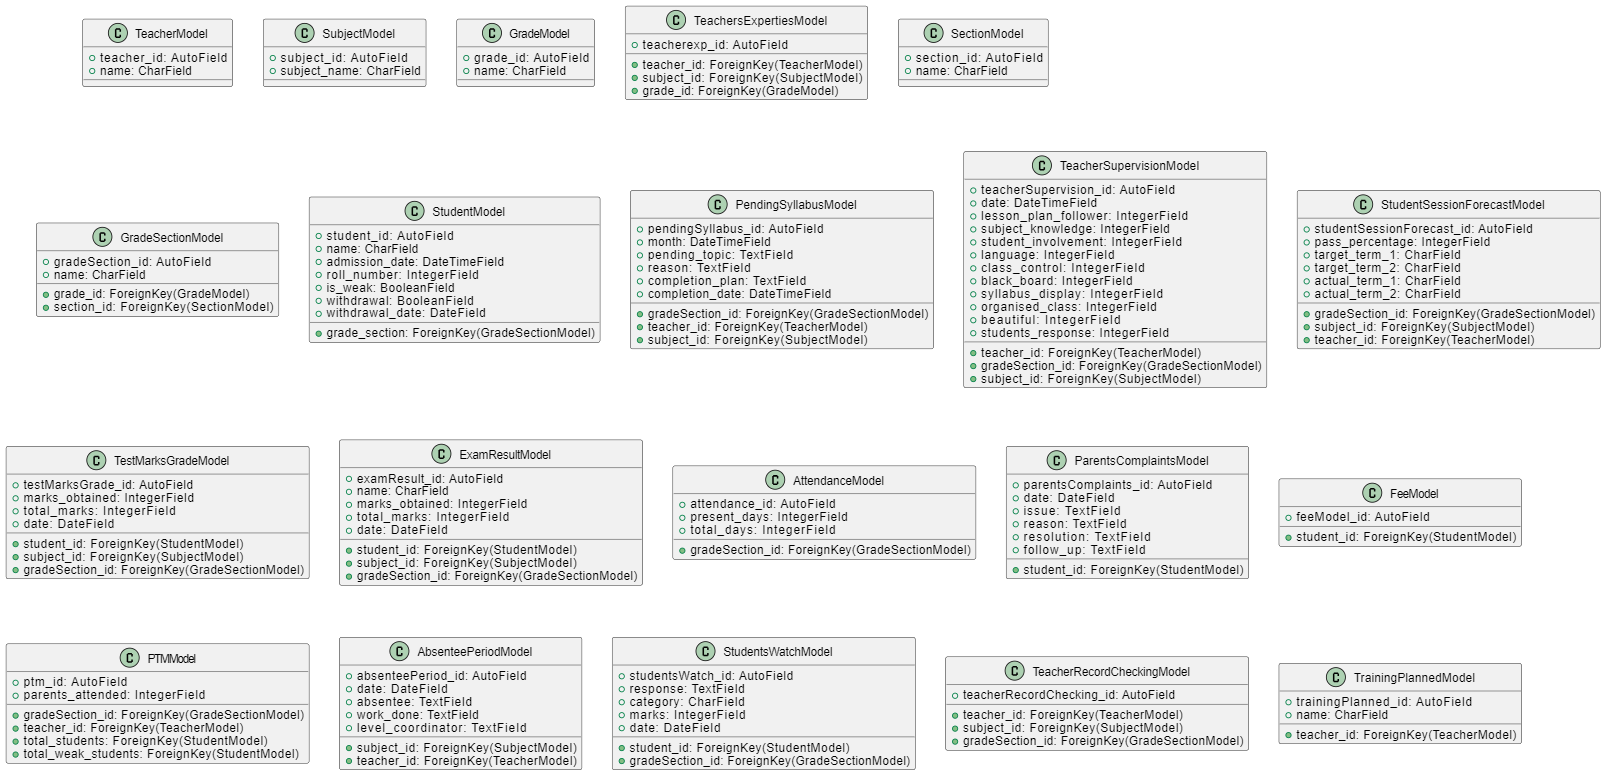 C TeacherModel
teacher_id: AutoField
name: CharField
C SubjectModel
subject_id: AutoField
subject_name: CharField
C GradeModel
grade_id: AutoField
name: CharField
C TeachersExpertiesModel
teacherexp_id: AutoField
teacher_id: ForeignKey(TeacherModel)
subject_id: ForeignKey(SubjectModel)
grade_id: ForeignKey(GradeModel)
C SectionModel
section_id: AutoField
name: CharField
C GradeSectionModel
gradeSection_id: AutoField
name: CharField
grade_id: ForeignKey(GradeModel)
section_id: ForeignKey(SectionModel)
C StudentModel
student_id: AutoField
name: CharField
admission_date: DateTimeField
roll_number: IntegerField
is_weak: BooleanField
withdrawal: BooleanField
withdrawal_date: DateField
grade_section: ForeignKey(GradeSectionModel)
C PendingSyllabusModel
pendingSyllabus_id: AutoField
month: DateTimeField
pending_topic: TextField
reason: TextField
completion_plan: TextField
completion_date: DateTimeField
gradeSection_id: ForeignKey(GradeSectionModel)
teacher_id: ForeignKey(TeacherModel)
subject_id: ForeignKey(SubjectModel)
C TeacherSupervisionModel
teacherSupervision_id: AutoField
date: DateTimeField
lesson_plan_follower: IntegerField
subject_knowledge: IntegerField
student_involvement: IntegerField
language: IntegerField
class_control: IntegerField
black_board: IntegerField
syllabus_display: IntegerField
organised_class: IntegerField
beautiful: IntegerField
students_response: IntegerField
teacher_id: ForeignKey(TeacherModel)
gradeSection_id: ForeignKey(GradeSectionModel)
subject_id: ForeignKey(SubjectModel)
C StudentSessionForecastModel
studentSessionForecast_id: AutoField
pass_percentage: IntegerField
target_term_1: CharField
target_term_2: CharField
actual_term_1: CharField
actual_term_2: CharField
gradeSection_id: ForeignKey(GradeSectionModel)
subject_id: ForeignKey(SubjectModel)
teacher_id: ForeignKey(TeacherModel)
C TestMarksGradeModel
testMarksGrade_id: AutoField
marks_obtained: IntegerField
total_marks: IntegerField
date: DateField
student_id: ForeignKey(StudentModel)
subject_id: ForeignKey(SubjectModel)
gradeSection_id: ForeignKey(GradeSectionModel)
C ExamResultModel
examResult_id: AutoField
name: CharField
marks_obtained: IntegerField
total_marks: IntegerField
date: DateField
student_id: ForeignKey(StudentModel)
subject_id: ForeignKey(SubjectModel)
gradeSection_id: ForeignKey(GradeSectionModel)
C AttendanceModel
attendance_id: AutoField
present_days: IntegerField
total_days: IntegerField
gradeSection_id: ForeignKey(GradeSectionModel)
C ParentsComplaintsModel
parentsComplaints_id: AutoField
date: DateField
issue: TextField
reason: TextField
resolution: TextField
follow_up: TextField
student_id: ForeignKey(StudentModel)
C FeeModel
feeModel_id: AutoField
student_id: ForeignKey(StudentModel)
C PTMModel
ptm_id: AutoField
parents_attended: IntegerField
gradeSection_id: ForeignKey(GradeSectionModel)
teacher_id: ForeignKey(TeacherModel)
total_students: ForeignKey(StudentModel)
total_weak_students: ForeignKey(StudentModel)
C AbsenteePeriodModel
absenteePeriod_id: AutoField
date: DateField
absentee: TextField
work_done: TextField
level_coordinator: TextField
subject_id: ForeignKey(SubjectModel)
teacher_id: ForeignKey(TeacherModel)
C StudentsWatchModel
studentsWatch_id: AutoField
response: TextField
category: CharField
marks: IntegerField
date: DateField
student_id: ForeignKey(StudentModel)
gradeSection_id: ForeignKey(GradeSectionModel)
C TeacherRecordCheckingModel
teacherRecordChecking_id: AutoField
teacher_id: ForeignKey(TeacherModel)
subject_id: ForeignKey(SubjectModel)
gradeSection_id: ForeignKey(GradeSectionModel)
C TrainingPlannedModel
trainingPlanned_id: AutoField
name: CharField
teacher_id: ForeignKey(TeacherModel)